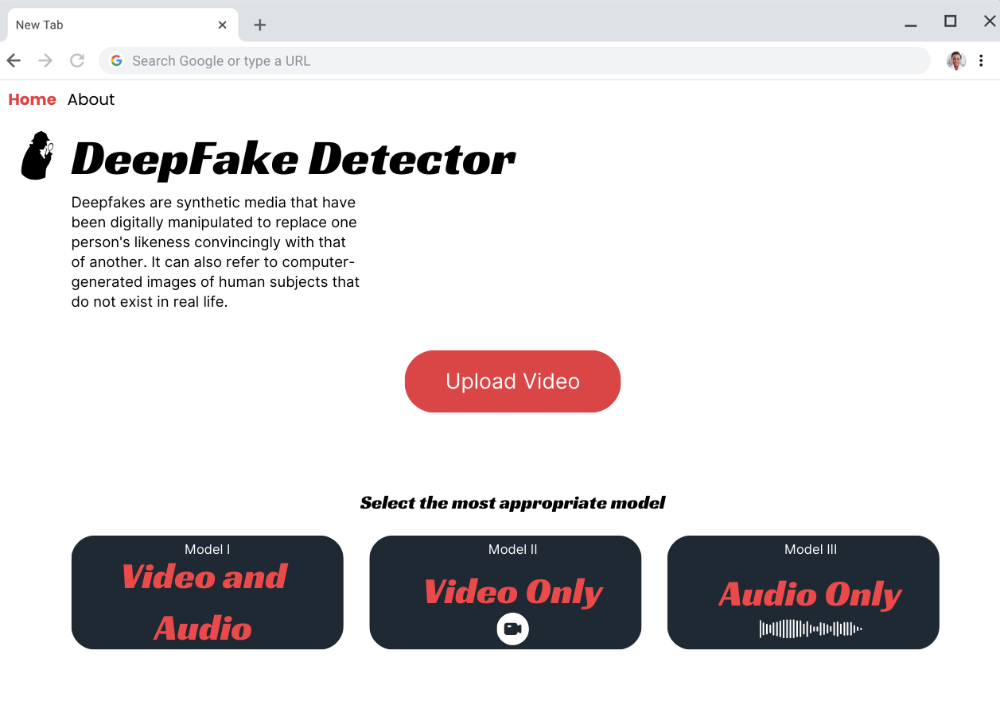 New Tab
Search Google or type a URL
Home About
DeepFake Detector
Deepfakes are synthetic media that have
been digitally manipulated to replace one
person's likeness convincingly with that
of another. It can also refer to computer-
generated images of human subjects that
do not exist in real life.
Upload Video
Select the most appropriate model
Model I
Video and
Audio
Model II
Video Only
Model III
Audio Only